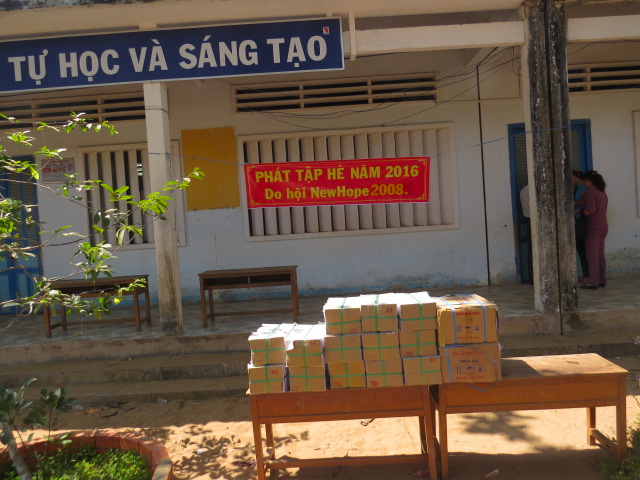 TỰ HỌC VÀ SÁNG TẠO
PHÁT TẬP HÈ NĂM 2016
Do hội NewHope 2008.